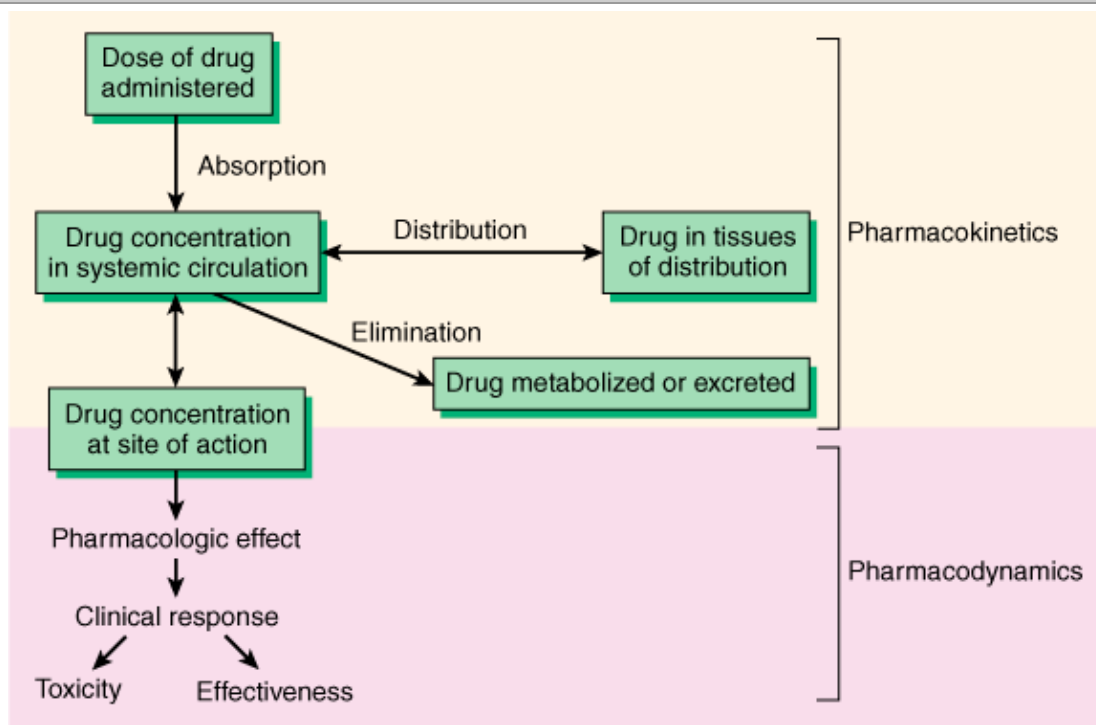 Dose of drug
administered
Absorption
Drug concentration
in systemic circulation
Distribution
Drug in tissues
of distribution
Pharmacokinetics
Elimination
Drug metabolized or excreted
Drug concentration
at site of action
Pharmacologic effect
Pharmacodynamics
Clinical response
Toxicity
Effectiveness